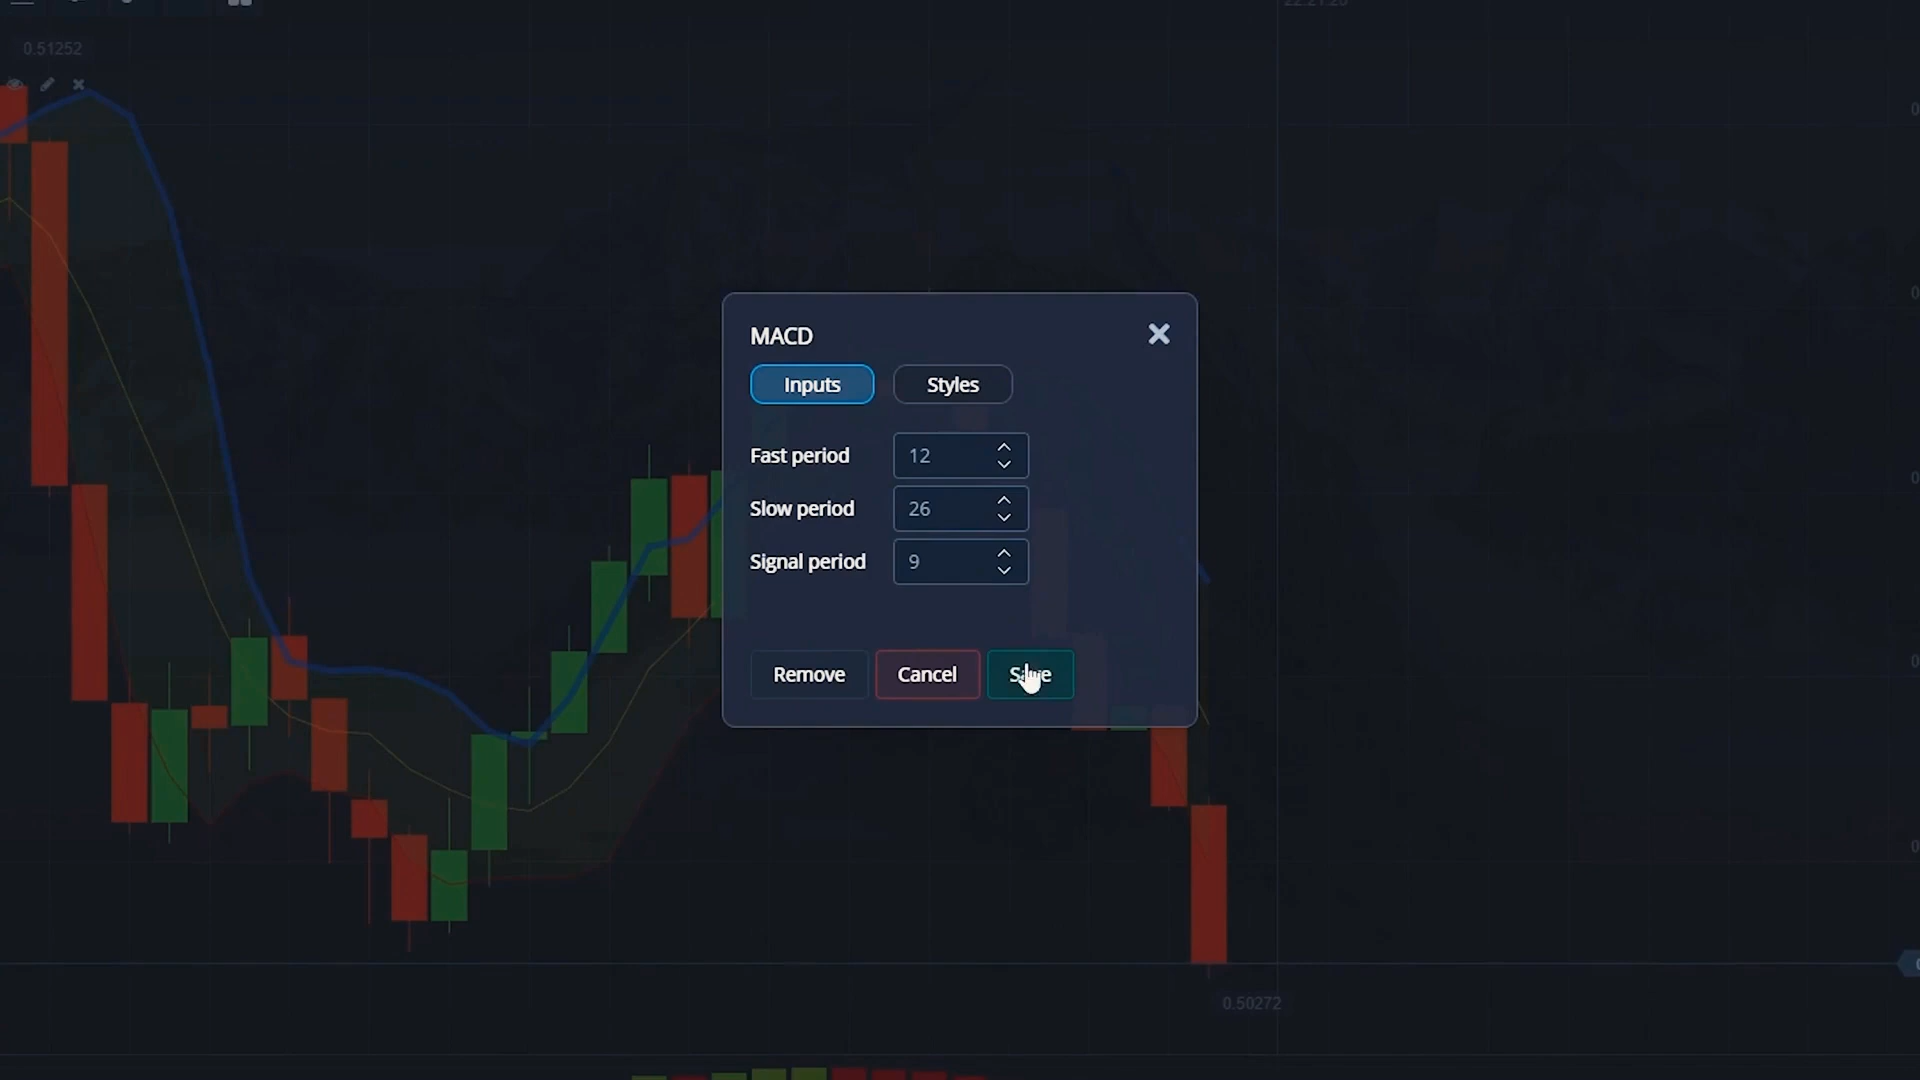 0.51252
MACD
Inputs
Styles
Fast period
12
Slow period
26
Signal period
9
Remove
Cancel
Save
0.50272